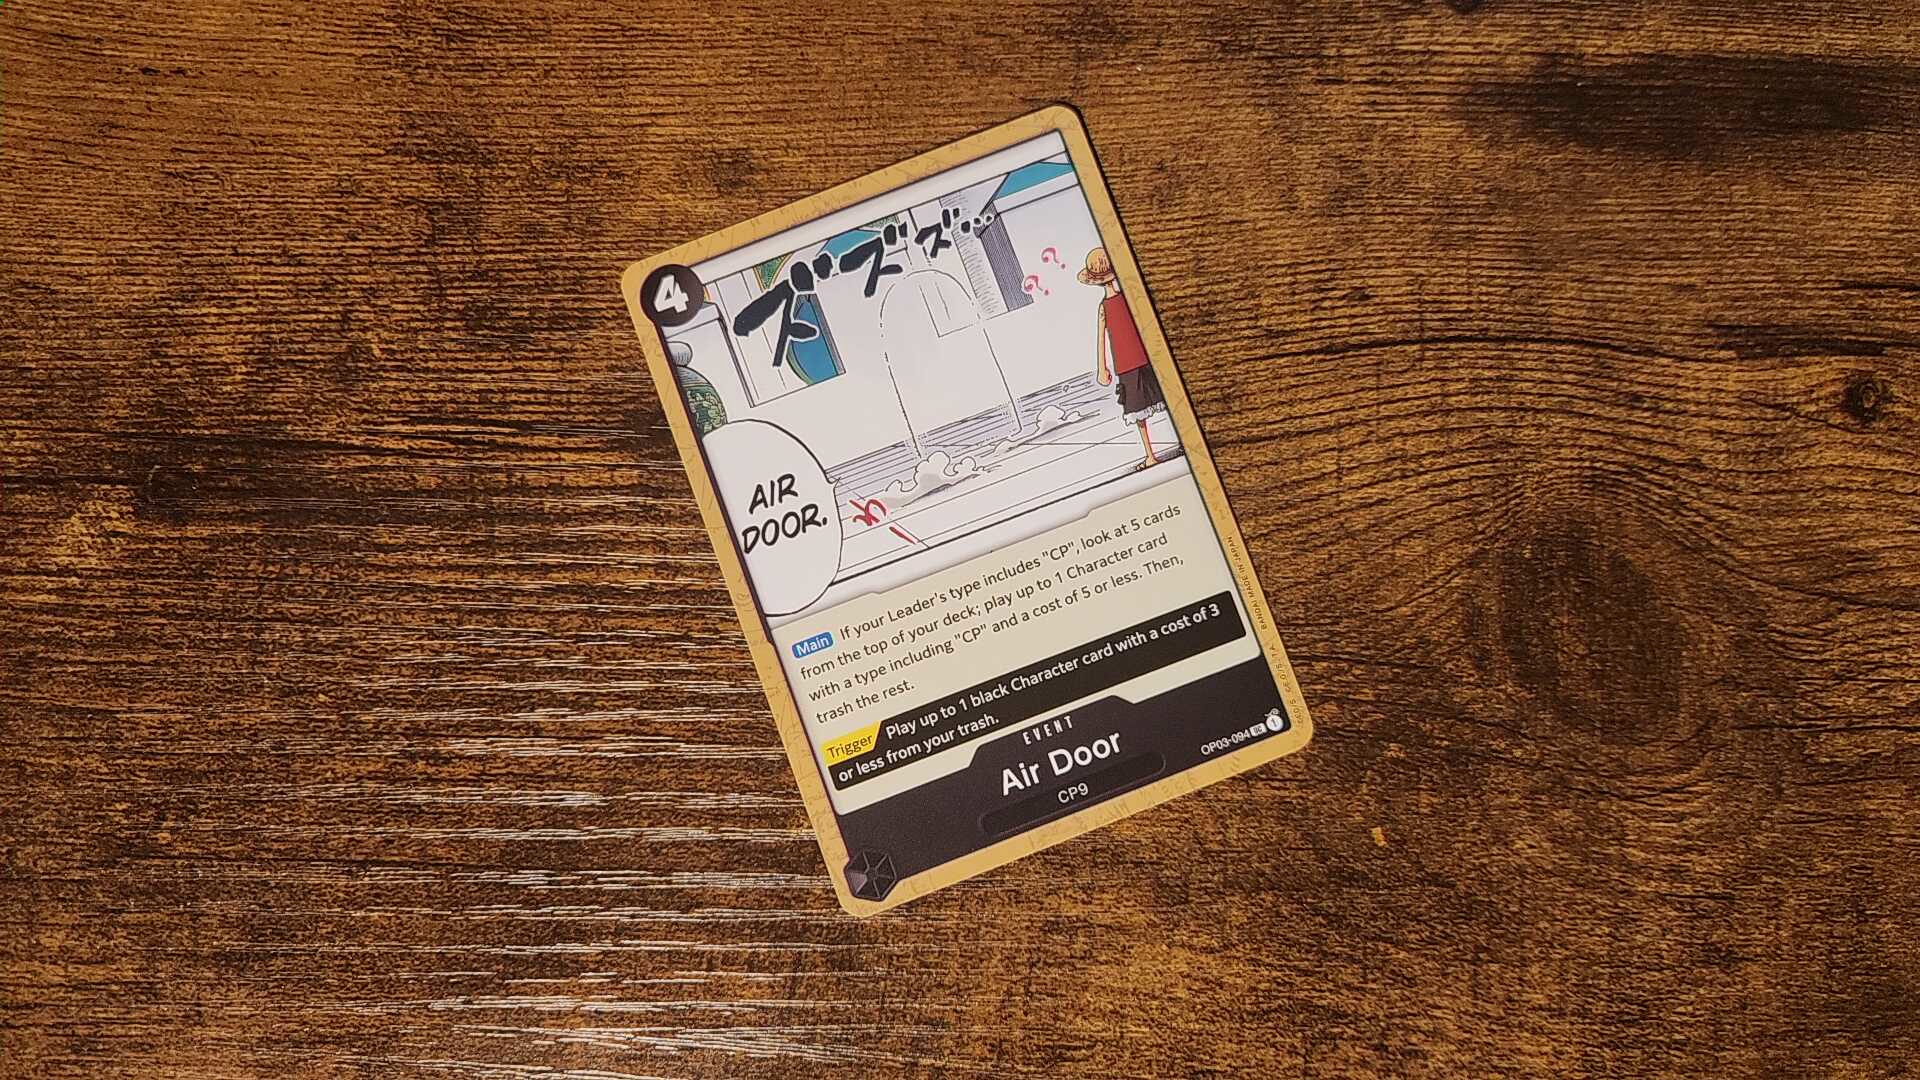 4
ズズズ...
??
AIR
DOOR.
Main If your Leader's type includes "CP", look at 5 cards
from the top of your deck; play up to 1 Character card
with a type including "CP" and a cost of 5 or less. Then,
trash the rest.
Trigger Play up to 1 black Character card with a cost of 3
or less from your trash.
EVENT
Air Door
CP9
OP03-094 UC 1
BANDAI MADE IN JAPAN